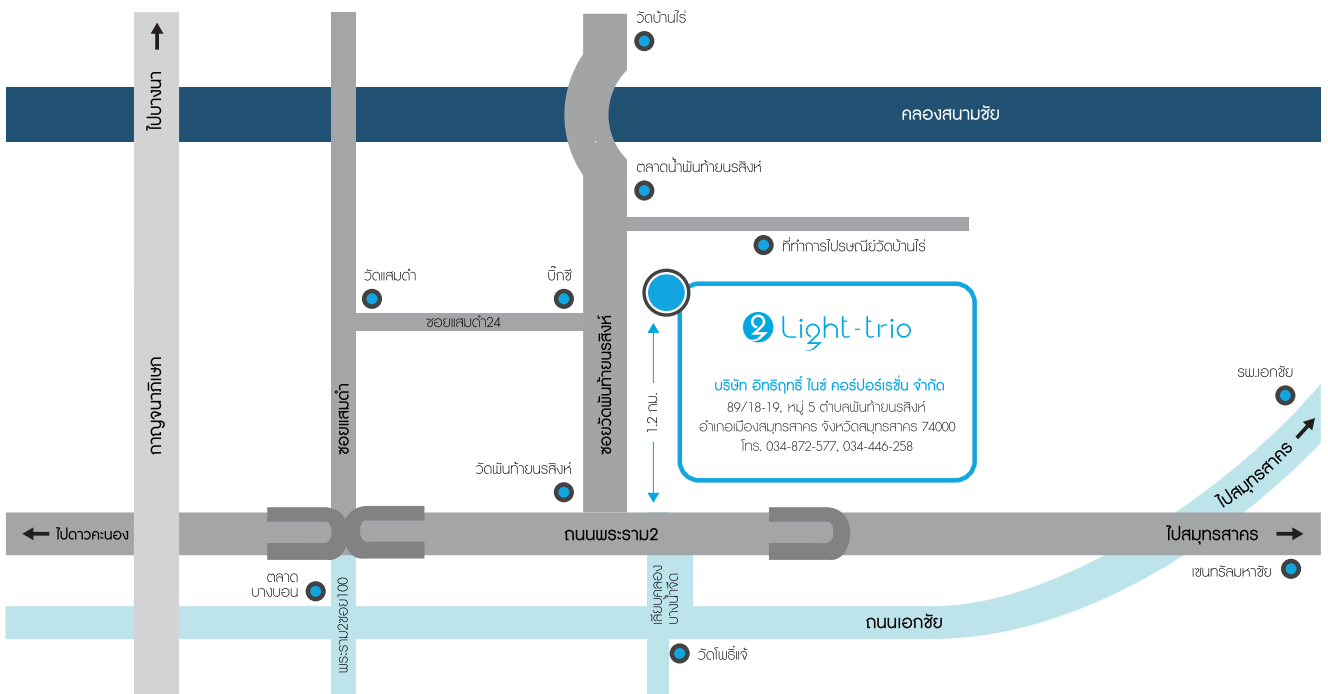 วัดบ้านไร่
ไปบางนา
คลองสนามชัย
ตลาดน้ำพันท้ายนรสิงห์
ที่ทำการไปรษณีย์วัดบ้านไร่
วัดแสมดำ
บิ๊กซี
ซอยแสมดำ24
Light-trio
บริษัท อิทธิฤทธิ์ ไนซ์ คอร์ปอร์เรชั่น จำกัด
89/18-19, หมู่ 5 ตำบลพันท้ายนรสิงห์
อำเภอเมืองสมุทรสาคร จังหวัดสมุทรสาคร 74000
โทร. 034-872-577, 034-446-258
กาญจนาภิเษก
ซอยแสมดำ
ซอยวัดพันท้ายนรสิงห์
1.2 กม.
รพ.เอกชัย
วัดพันท้ายนรสิงห์
ไปสมุทรสาคร
ไปดาวคะนอง
ถนนพระราม2
ไปสมุทรสาคร
เซนทรัลมหาชัย
ตลาด
บางบอน
พระราม2ซอย100
เลียบคลอง
บางน้ำจืด
ถนนเอกชัย
วัดโพธิ์แจ้